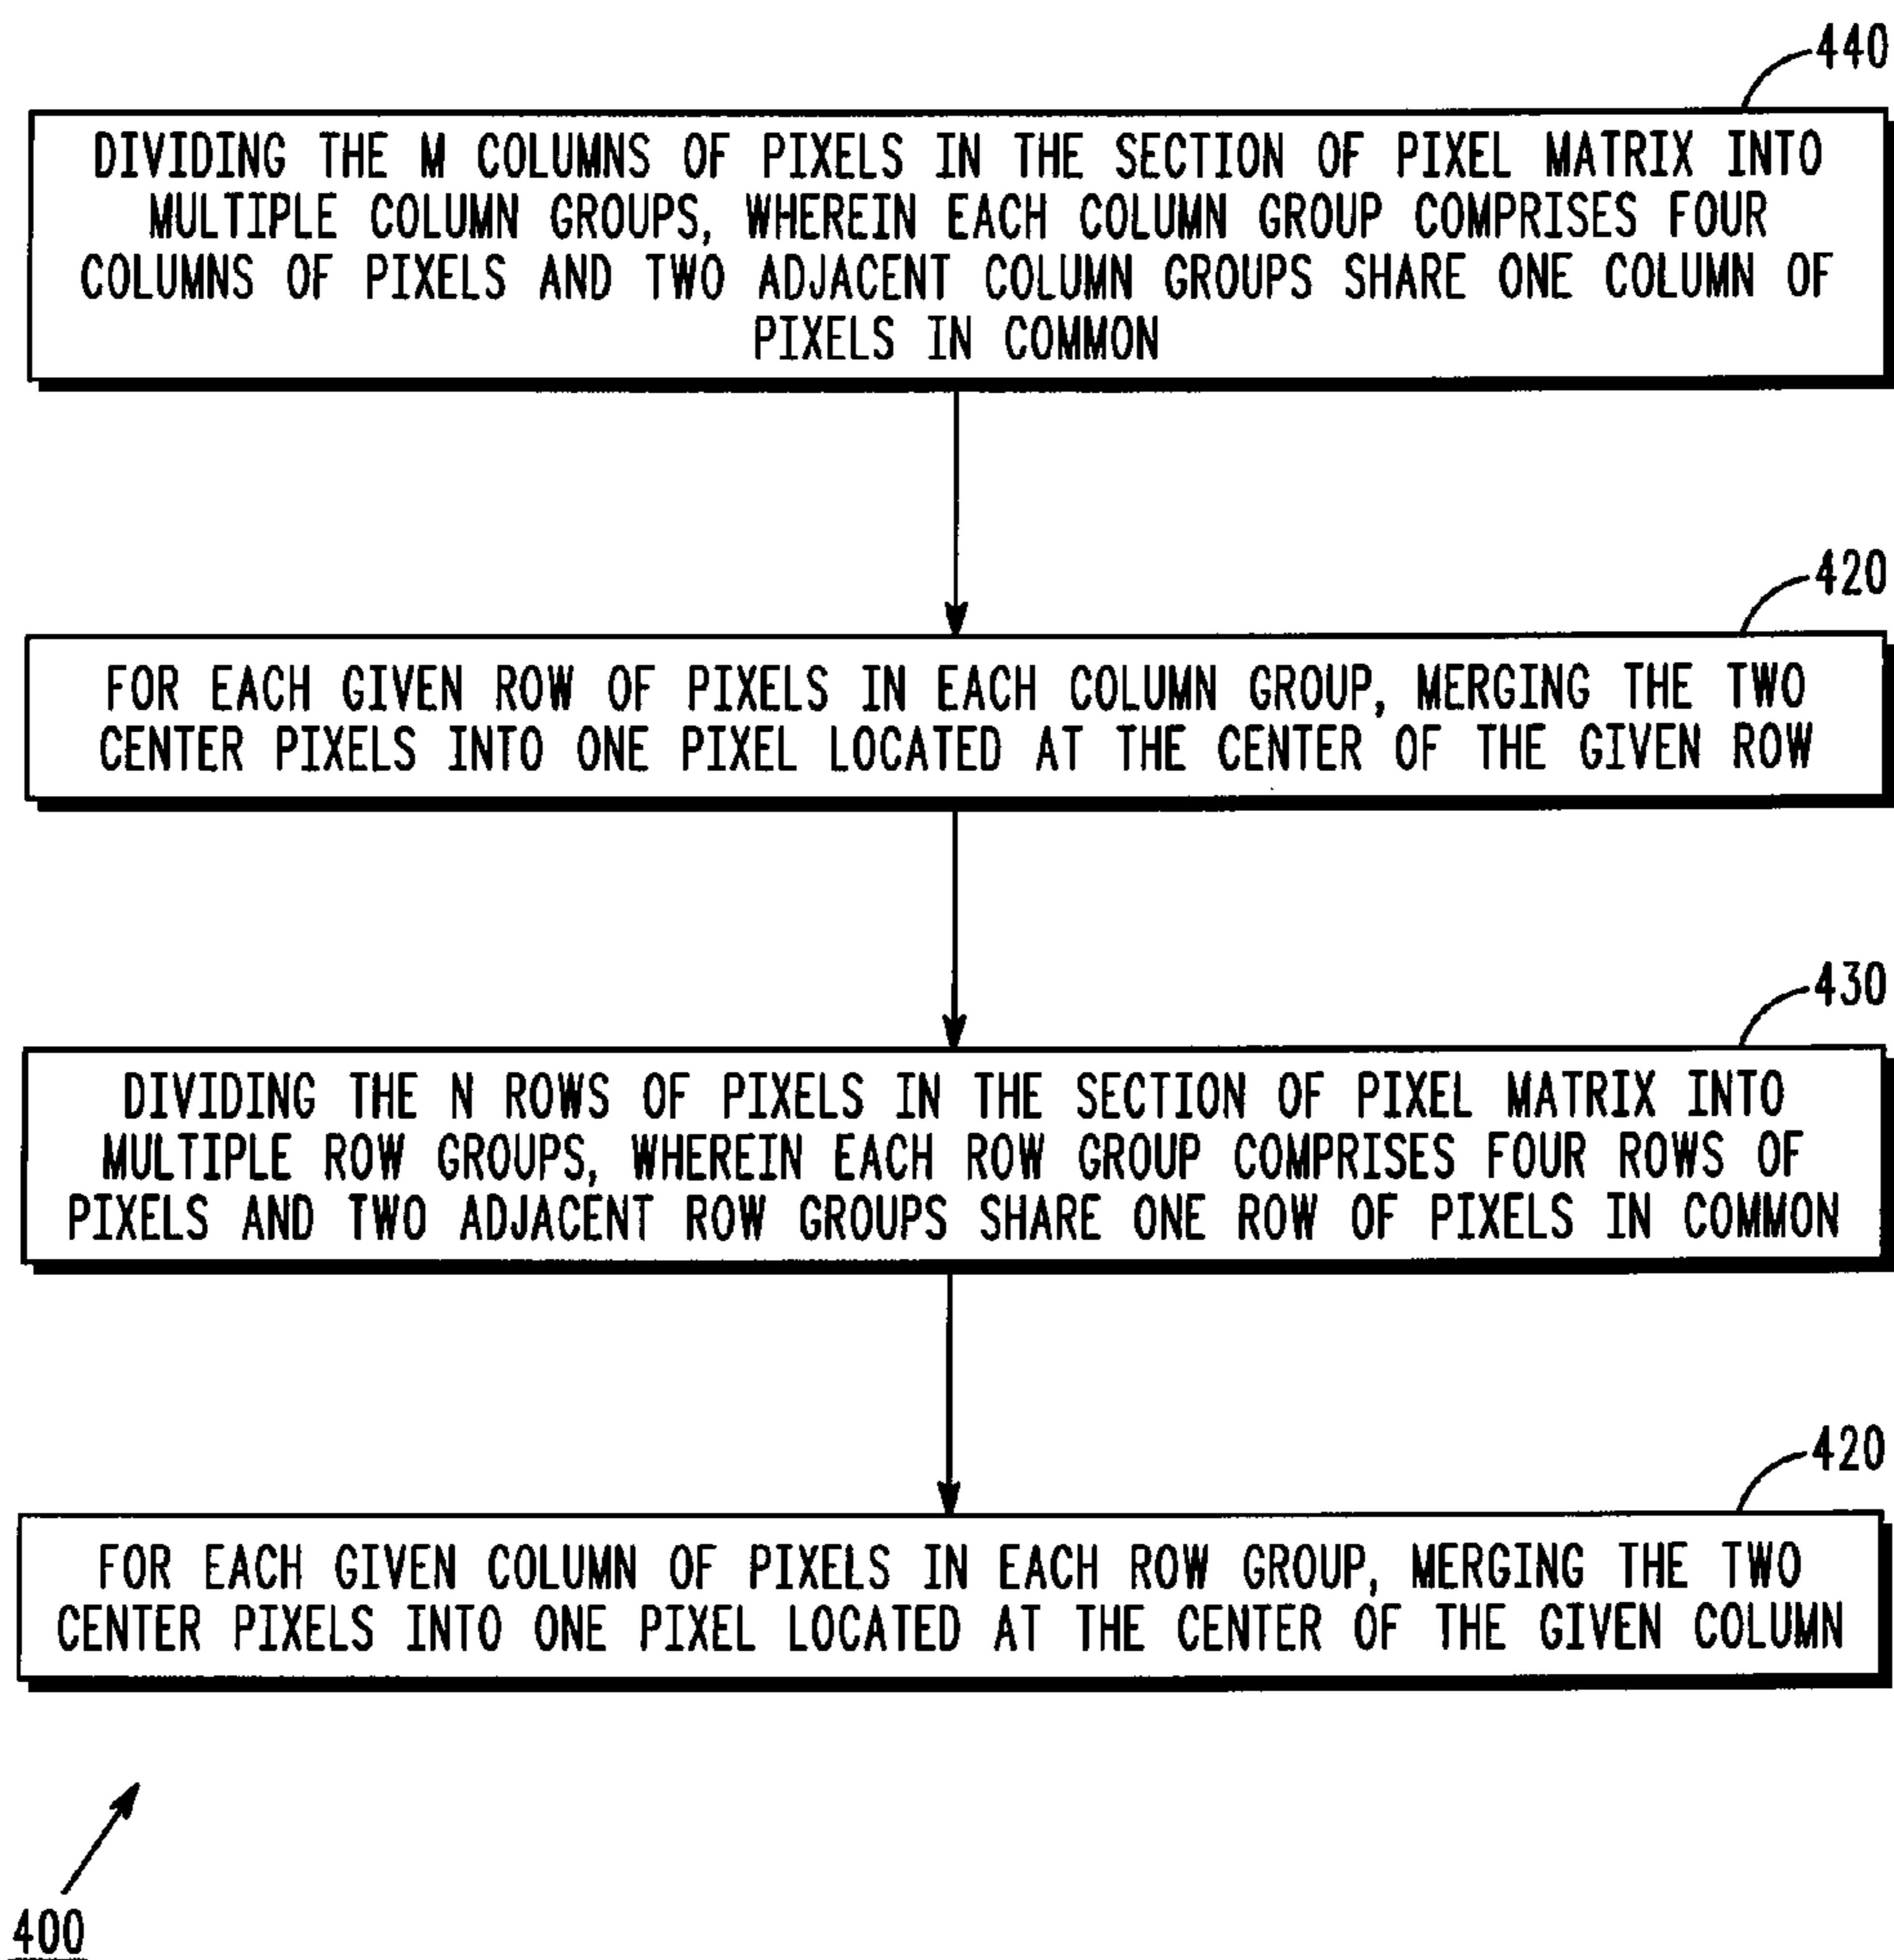 440
DIVIDING THE M COLUMNS OF PIXELS IN THE SECTION OF PIXEL MATRIX INTO
MULTIPLE COLUMN GROUPS, WHEREIN EACH COLUMN GROUP COMPRISES FOUR
COLUMNS OF PIXELS AND TWO ADJACENT COLUMN GROUPS SHARE ONE COLUMN OF
PIXELS IN COMMON
420
FOR EACH GIVEN ROW OF PIXELS IN EACH COLUMN GROUP, MERGING THE TWO
CENTER PIXELS INTO ONE PIXEL LOCATED AT THE CENTER OF THE GIVEN ROW
430
DIVIDING THE N ROWS OF PIXELS IN THE SECTION OF PIXEL MATRIX INTO
MULTIPLE ROW GROUPS, WHEREIN EACH ROW GROUP COMPRISES FOUR ROWS OF
PIXELS AND TWO ADJACENT ROW GROUPS SHARE ONE ROW OF PIXELS IN COMMON
420
FOR EACH GIVEN COLUMN OF PIXELS IN EACH ROW GROUP, MERGING THE TWO
CENTER PIXELS INTO ONE PIXEL LOCATED AT THE CENTER OF THE GIVEN COLUMN
400